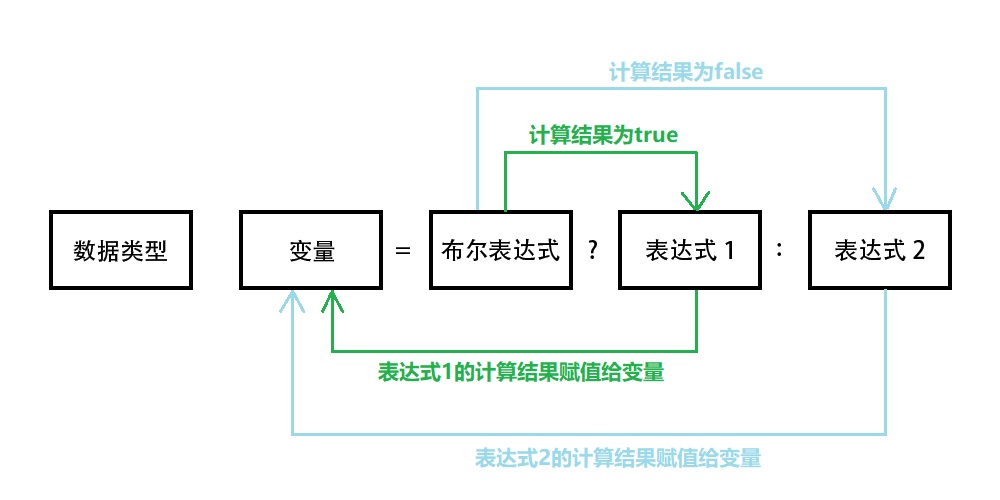 计算结果为false
计算结果为true
数据类型 变量 = 布尔表达式 ? 表达式 1 : 表达式 2
表达式1的计算结果赋值给变量
表达式2的计算结果赋值给变量